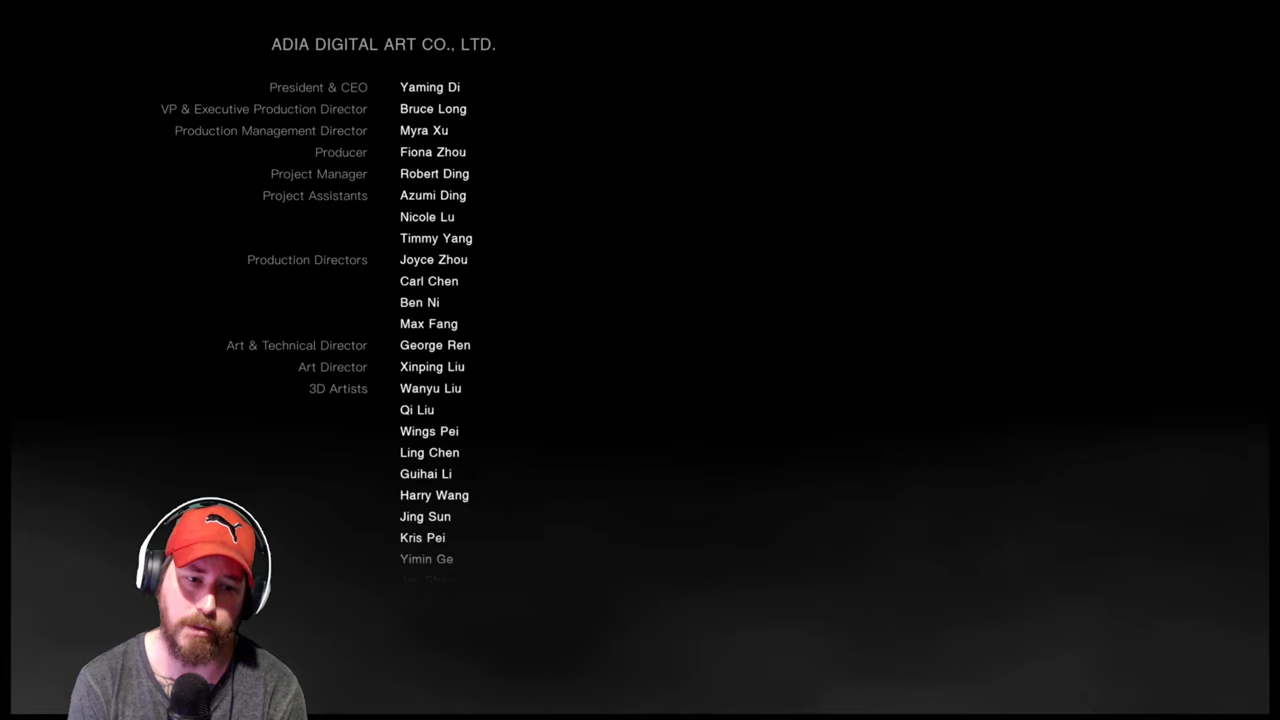 ADIA DIGITAL ART CO., LTD.
President & CEO Yaming Di
VP & Executive Production Director Bruce Long
Production Management Director Myra Xu
Producer Fiona Zhou
Project Manager Robert Ding
Project Assistants Azumi Ding
Nicole Lu
Timmy Yang
Production Directors Joyce Zhou
Carl Chen
Ben Ni
Max Fang
Art & Technical Director George Ren
Art Director Xinping Liu
3D Artists Wanyu Liu
Qi Liu
Wings Pei
Ling Chen
Guihai Li
Harry Wang
Jing Sun
Kris Pei
Yimin Ge